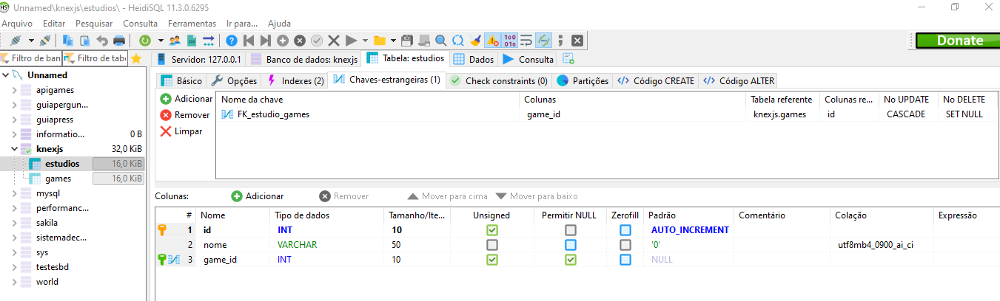 Unnamed\knexjs\estudios\ - HeidiSQL 11.3.0.6295
Arquivo Editar Pesquisar Consulta Ferramentas Ir para... Ajuda
Donate
Filtro de ban Filtro de tabe Servidor: 127.0.0.1 Banco de dados: knexjs Tabela: estudios Dados Consulta
Unnamed
apigames
guiapergun...
guiapress
informatio... 0 B
knexjs 32,0 KiB
estudios 16,0 KiB
games 16,0 KiB
mysql
performanc...
sakila
sistemadec...
sys
testesbd
world
Básico Opções Indexes (2) Chaves-estrangeiras (1) Check constraints (0) Partições Código CREATE Código ALTER
Adicionar
Remover
Limpar
Nome da chave Colunas Tabela referente Colunas re... No UPDATE No DELETE
FK_estudio_games game_id knexjs.games id CASCADE SET NULL
Colunas: Adicionar Remover Mover para cima Mover para baixo
# Nome Tipo de dados Tamanho/Ite... Unsigned Permitir NULL Zerofill Padrão Comentário Colação Expressão
1 id INT 10 AUTO_INCREMENT
2 nome VARCHAR 50 '0' utf8mb4_0900_ai_ci
3 game_id INT 10 NULL